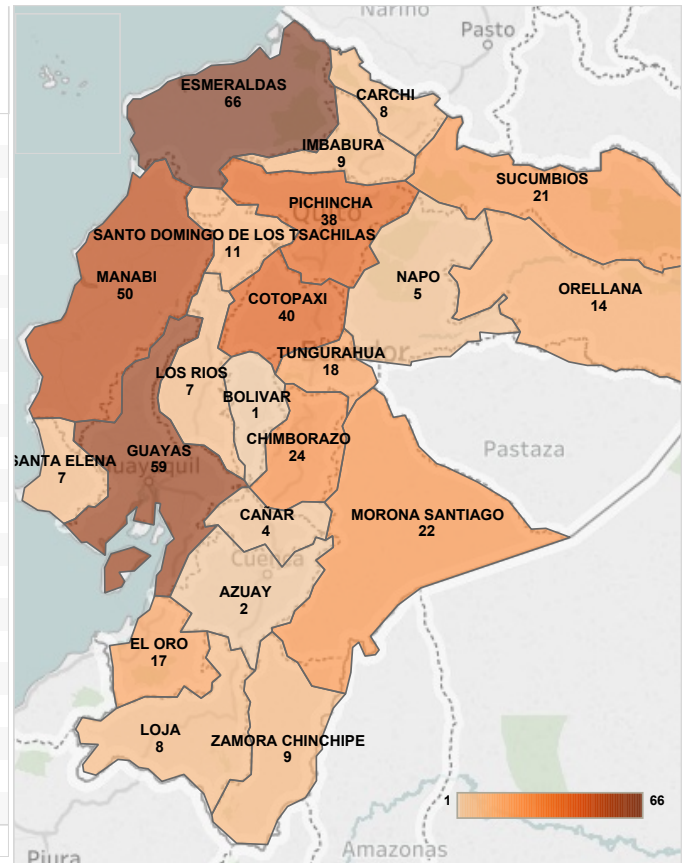 Nariño
Pasto
ESMERALDAS
66
CARCHI
8
IMBABURA
9
SUCUMBIOS
21
PICHINCHA
Quito
38
SANTO DOMINGO DE LOS TSACHILAS
11
MANABI
50
NAPO
5
ORELLANA
14
COTOPAXI
40
Ecuador
TUNGURAHUA
18
LOS RIOS
7
BOLIVAR
1
CHIMBORAZO
24
Pastaza
SANTA ELENA
7
GUAYAS
Guayaquil
59
CAÑAR
4
MORONA SANTIAGO
22
Cuenca
AZUAY
2
EL ORO
17
LOJA
8
ZAMORA CHINCHIPE
9
1 66
Amazonas
Piura